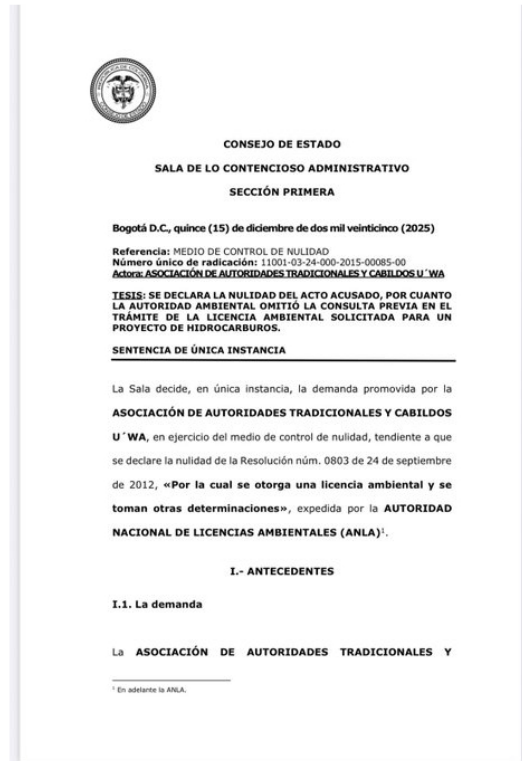 CONSEJO DE ESTADO
SALA DE LO CONTENCIOSO ADMINISTRATIVO
SECCIÓN PRIMERA
Bogotá D.C., quince (15) de diciembre de dos mil veinticinco (2025)
Referencia: MEDIO DE CONTROL DE NULIDAD
Número único de radicación: 11001-03-24-000-2015-00085-00
Actora: ASOCIACIÓN DE AUTORIDADES TRADICIONALES Y CABILDOS U´WA
TESIS: SE DECLARA LA NULIDAD DEL ACTO ACUSADO, POR CUANTO
LA AUTORIDAD AMBIENTAL OMITIÓ LA CONSULTA PREVIA EN EL
TRÁMITE DE LA LICENCIA AMBIENTAL SOLICITADA PARA UN
PROYECTO DE HIDROCARBUROS.
SENTENCIA DE ÚNICA INSTANCIA
La Sala decide, en única instancia, la demanda promovida por la
ASOCIACIÓN DE AUTORIDADES TRADICIONALES Y CABILDOS
U´WA, en ejercicio del medio de control de nulidad, tendiente a que
se declare la nulidad de la Resolución núm. 0803 de 24 de septiembre
de 2012, «Por la cual se otorga una licencia ambiental y se
toman otras determinaciones», expedida por la AUTORIDAD
NACIONAL DE LICENCIAS AMBIENTALES (ANLA)¹.
I.- ANTECEDENTES
I.1. La demanda
La ASOCIACIÓN DE AUTORIDADES TRADICIONALES Y
¹ En adelante la ANLA.